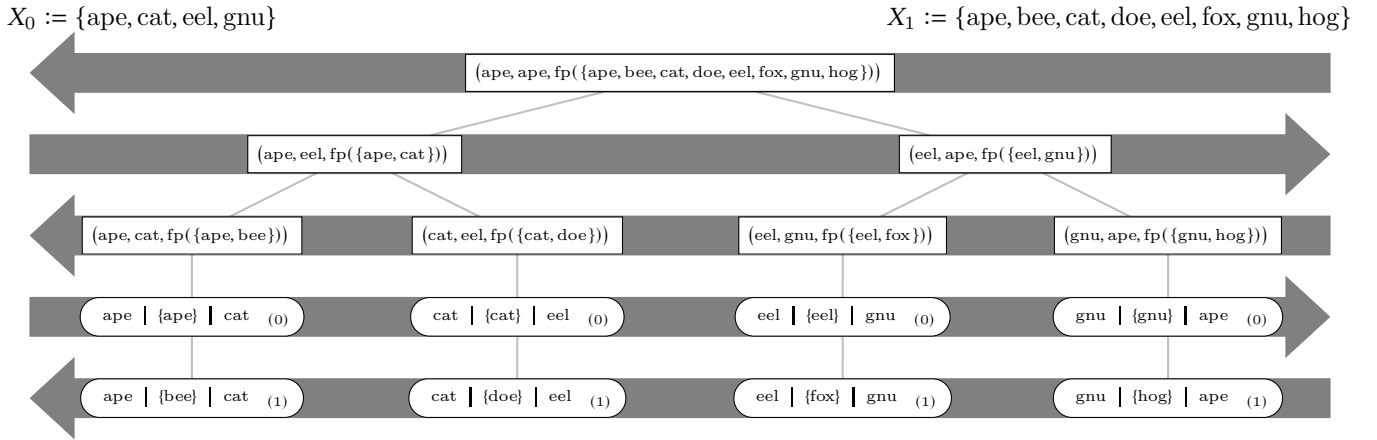 X₀ := {ape, cat, eel, gnu} X₁ := {ape, bee, cat, doe, eel, fox, gnu, hog}
(ape, ape, fp({ape, bee, cat, doe, eel, fox, gnu, hog}))
(ape, eel, fp({ape, cat})) (eel, ape, fp({eel, gnu}))
(ape, cat, fp({ape, bee})) (cat, eel, fp({cat, doe})) (eel, gnu, fp({eel, fox})) (gnu, ape, fp({gnu, hog}))
ape | {ape} | cat (0) cat | {cat} | eel (0) eel | {eel} | gnu (0) gnu | {gnu} | ape (0)
ape | {bee} | cat (1) cat | {doe} | eel (1) eel | {fox} | gnu (1) gnu | {hog} | ape (1)